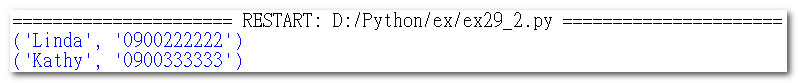 ====================== RESTART: D:/Python/ex/ex29_2.py ======================
('Linda', '0900222222')
('Kathy', '0900333333')